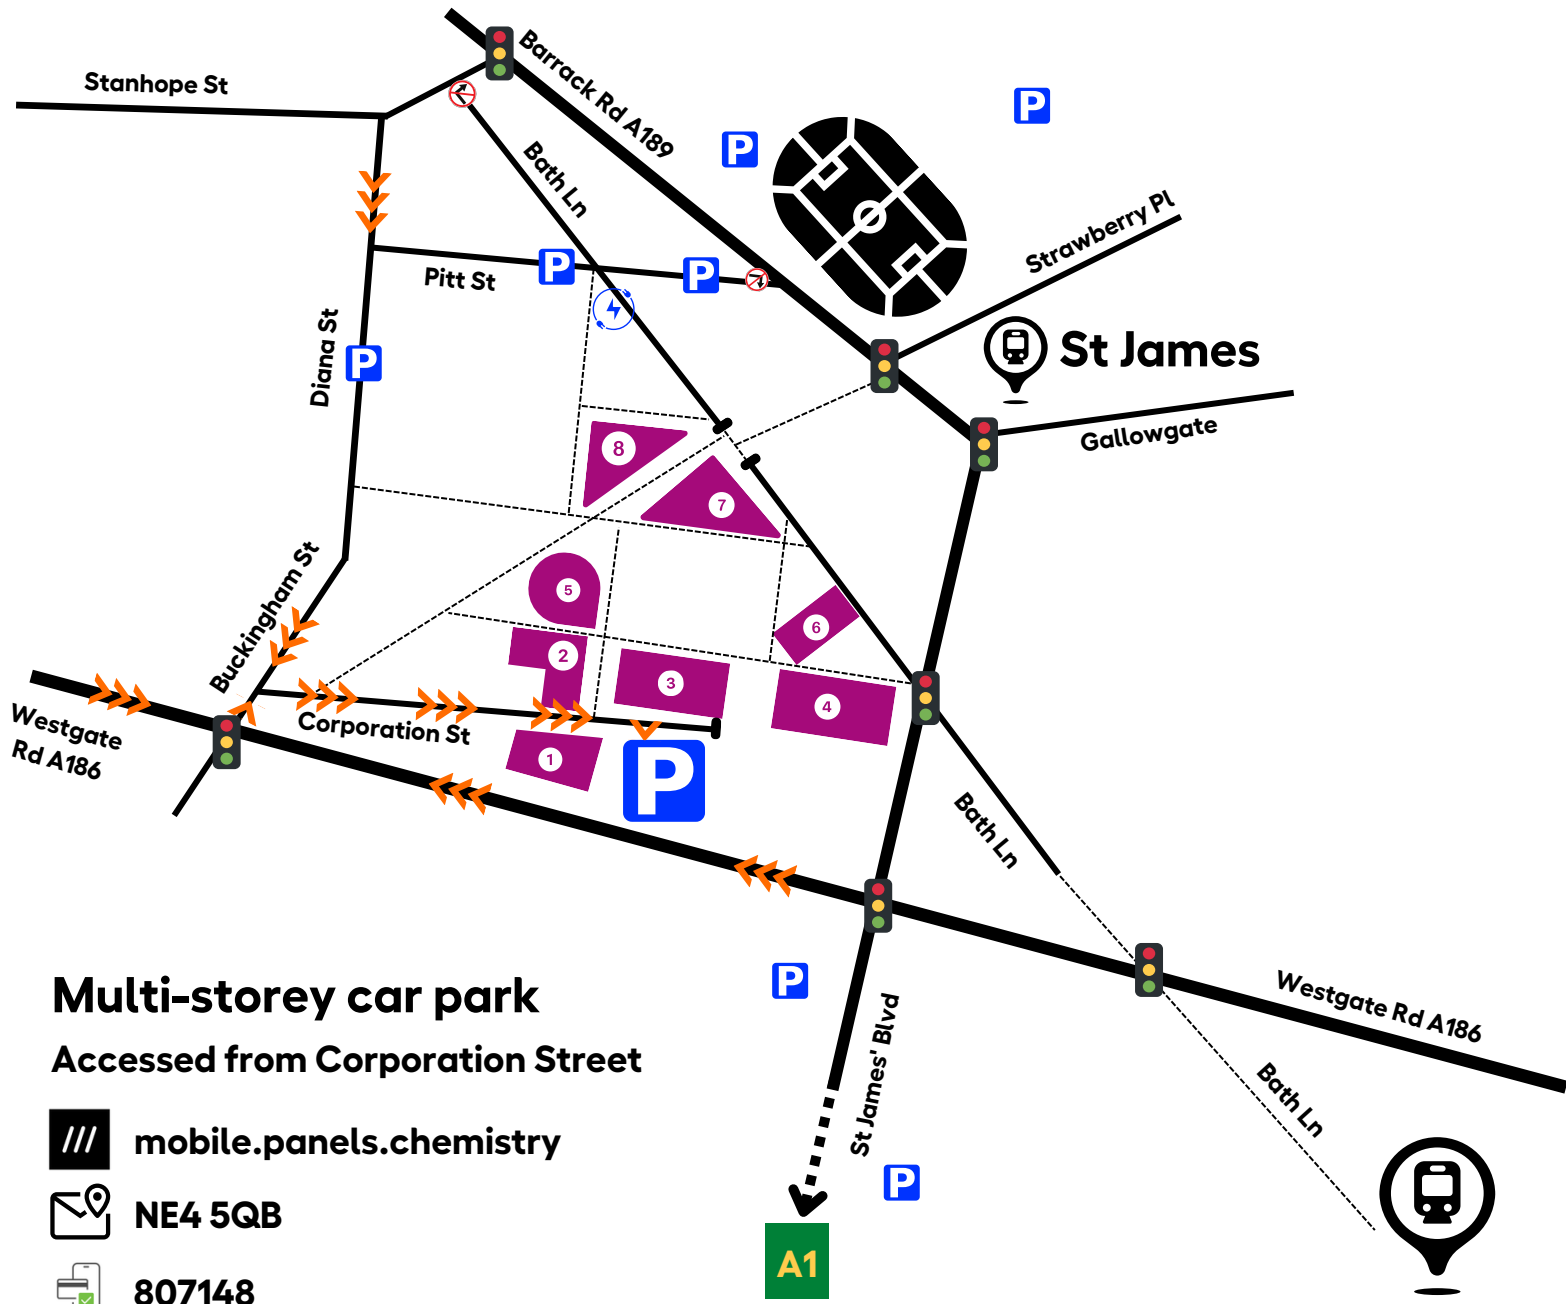 Stanhope St
Barrack Rd A189
P
P
Bath Ln
Strawberry Pl
Pitt St
P
P
St James
Diana St
P
Gallowgate
8
7
5
6
2
3
4
Buckingham St
Westgate
Rd A186
Corporation St
1
P
Bath Ln
P
St James' Blvd
Westgate Rd A186
Bath Ln
P
A1
Multi-storey car park
Accessed from Corporation Street
///
mobile.panels.chemistry
NE4 5QB
807148